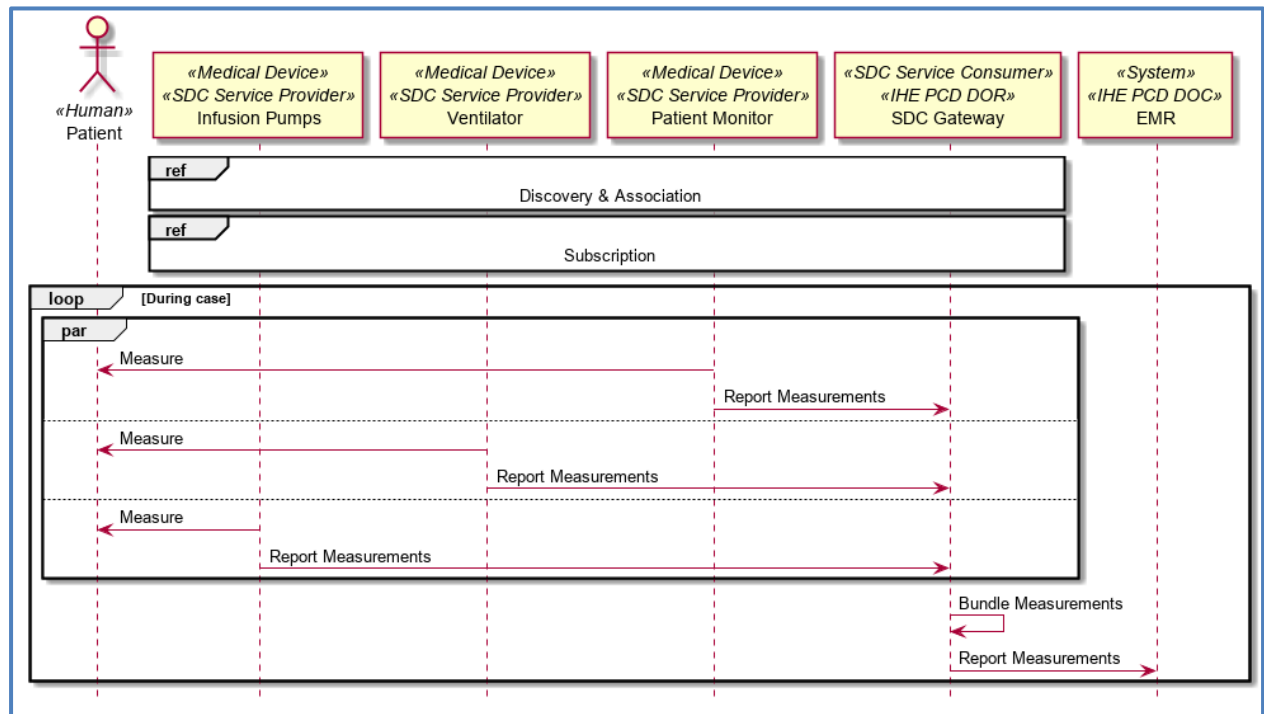 «Human»
Patient
«Medical Device»
«SDC Service Provider»
Infusion Pumps
«Medical Device»
«SDC Service Provider»
Ventilator
«Medical Device»
«SDC Service Provider»
Patient Monitor
«SDC Service Consumer»
«IHE PCD DOR»
SDC Gateway
«System»
«IHE PCD DOC»
EMR
ref
Discovery & Association
ref
Subscription
loop [During case]
par
Measure
Report Measurements
Measure
Report Measurements
Measure
Report Measurements
Bundle Measurements
Report Measurements